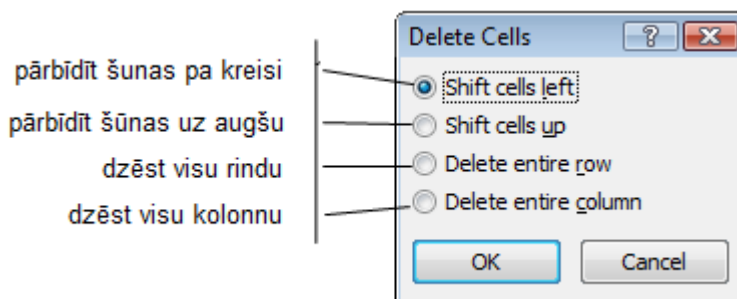 Delete Cells
pārbīdīt šunas pa kreisi
Shift cells left
pārbīdīt šūnas uz augšu
Shift cells up
dzēst visu rindu
Delete entire row
dzēst visu kolonnu
Delete entire column
OK
Cancel